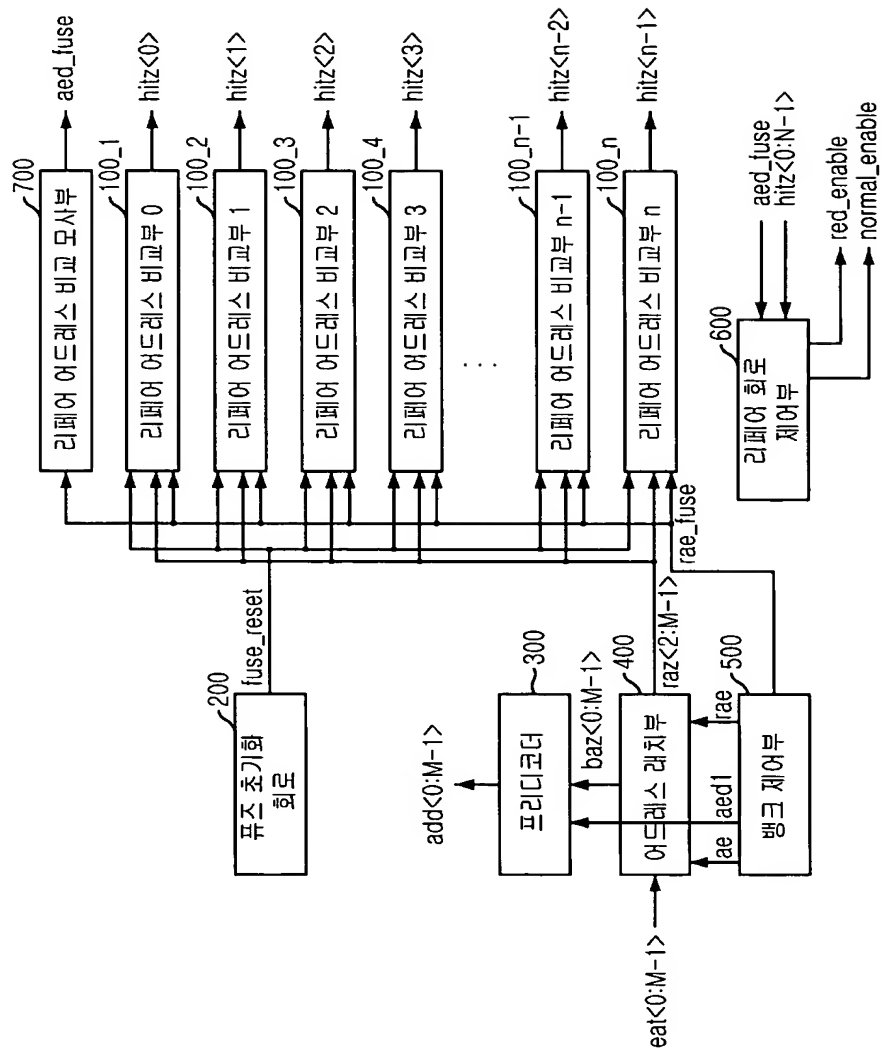 700
리페어 어드레스 비교 모사부
aed_fuse
100_1
리페어 어드레스 비교부 0
hitz<0>
100_2
리페어 어드레스 비교부 1
hitz<1>
100_3
리페어 어드레스 비교부 2
hitz<2>
100_4
리페어 어드레스 비교부 3
hitz<3>
...
100_n-1
리페어 어드레스 비교부 n-1
hitz<n-2>
100_n
리페어 어드레스 비교부 n
hitz<n-1>
200
퓨즈 초기화
회로
fuse_reset
add<0:M-1>
300
프리디코더
baz<0:M-1>
400
어드레스 래치부
raz<2:M-1>
eat<0:M-1>
ae
aed1
rae
500
뱅크 제어부
rae_fuse
600
리페어 회로
제어부
aed_fuse
hitz<0:N-1>
red_enable
normal_enable